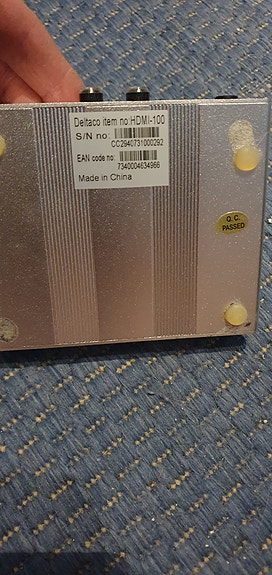 Deltaco item no:HDMI-100
S/N no:
CC2940731000292
EAN code no:
7340004634966
Made in China
Q.C.
PASSED